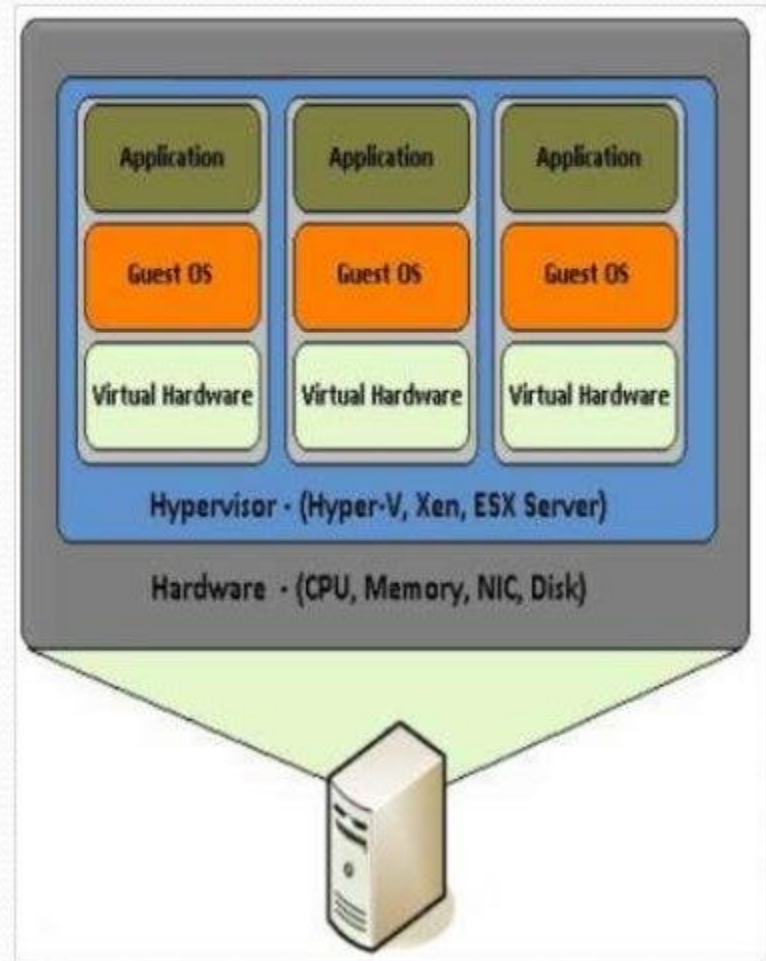 Application Application Application
Guest OS Guest OS Guest OS
Virtual Hardware Virtual Hardware Virtual Hardware
Hypervisor - (Hyper-V, Xen, ESX Server)
Hardware - (CPU, Memory, NIC, Disk)